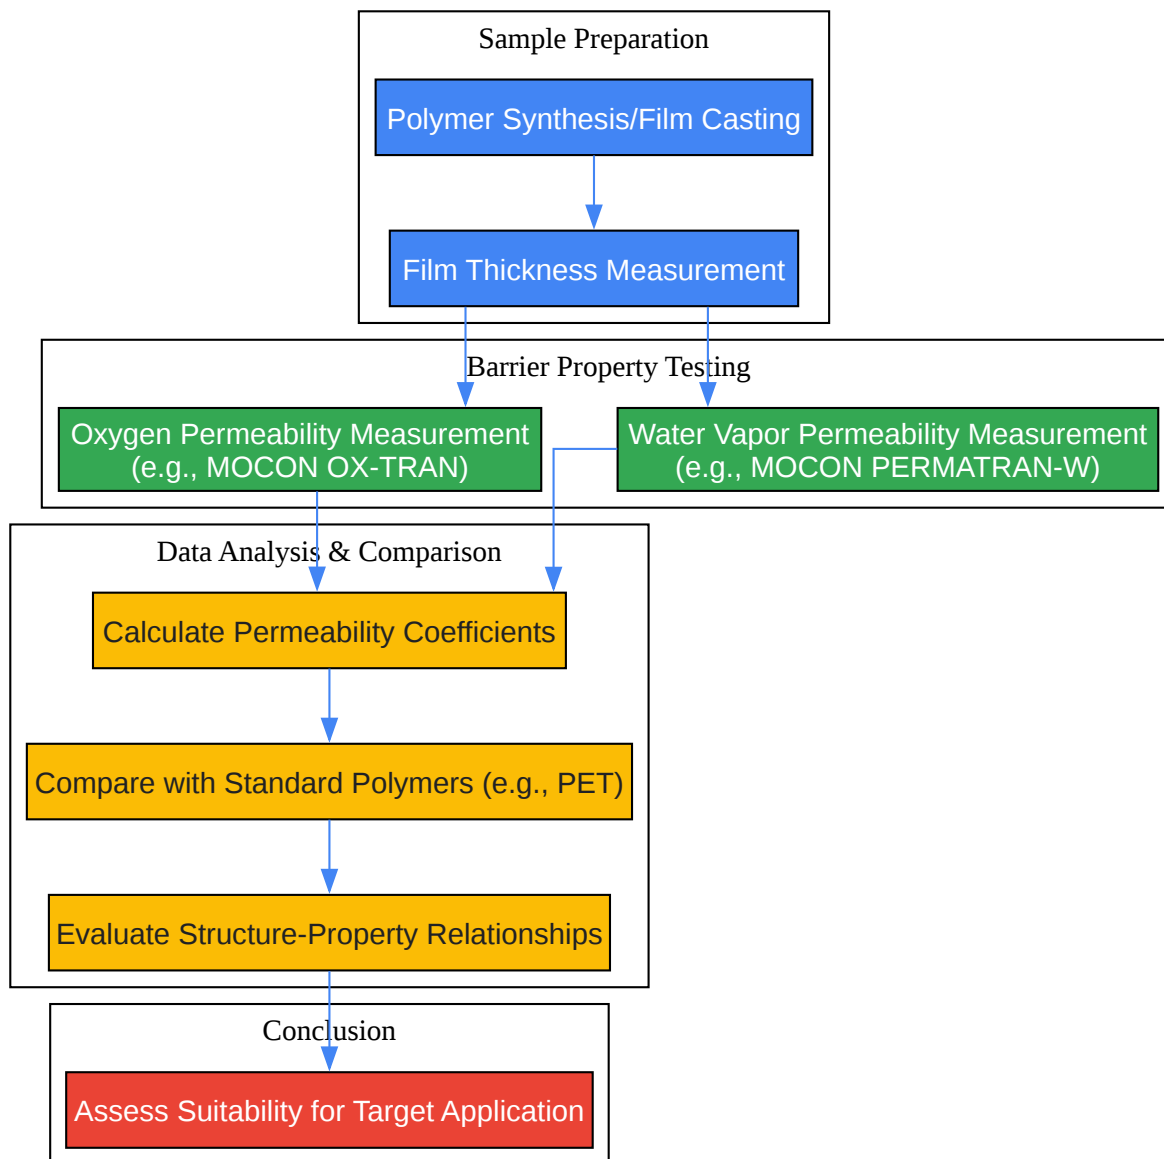 Sample Preparation
Polymer Synthesis/Film Casting
Film Thickness Measurement
Barrier Property Testing
Oxygen Permeability Measurement
(e.g., MOCON OX-TRAN)
Water Vapor Permeability Measurement
(e.g., MOCON PERMATRAN-W)
Data Analysis & Comparison
Calculate Permeability Coefficients
Compare with Standard Polymers (e.g., PET)
Evaluate Structure-Property Relationships
Conclusion
Assess Suitability for Target Application